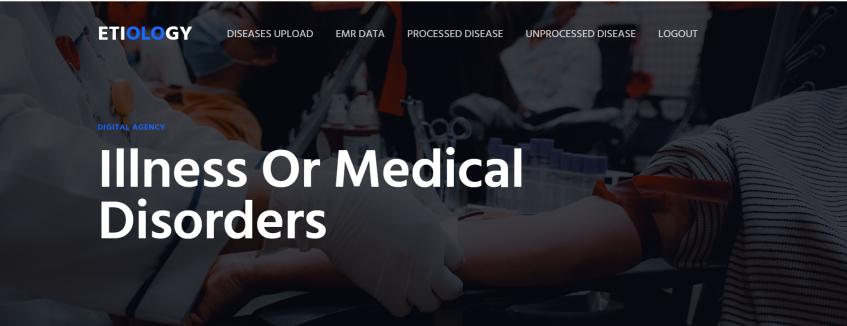 ETIOLOGY
DISEASES UPLOAD
EMR DATA
PROCESSED DISEASE
UNPROCESSED DISEASE
LOGOUT
DIGITAL AGENCY
Illness Or Medical
Disorders